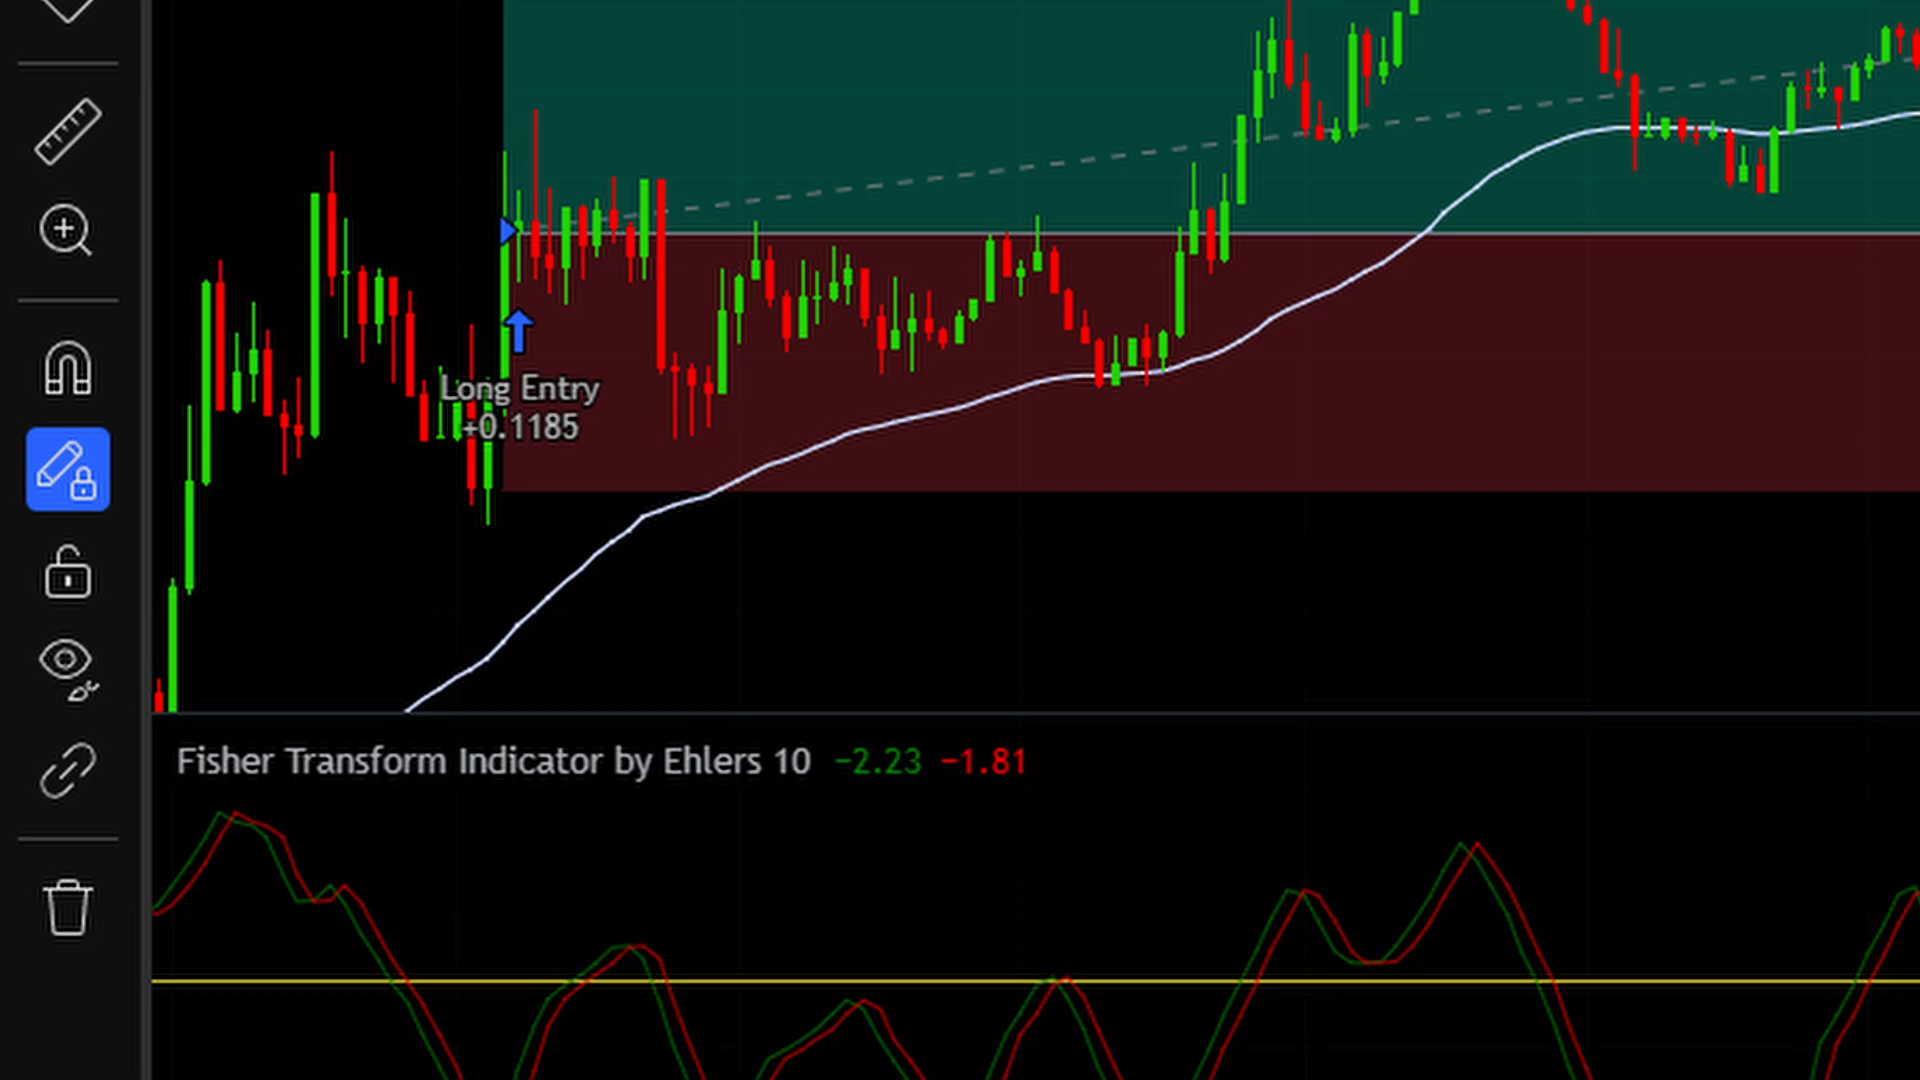 Long Entry
+0.1185
Fisher Transform Indicator by Ehlers 10 −2.23 −1.81